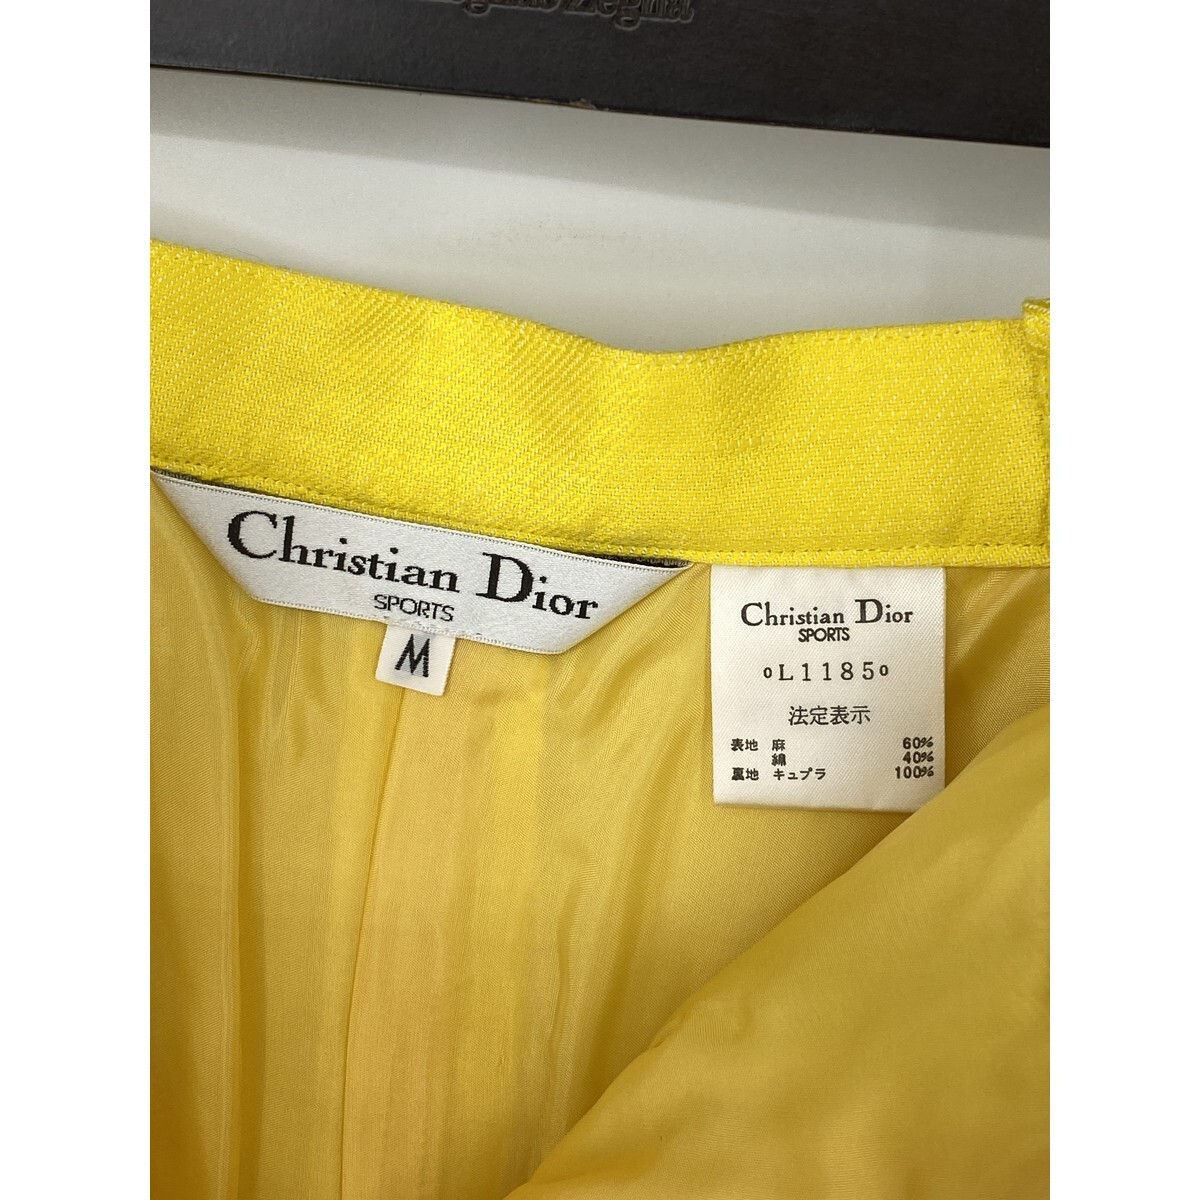 Christian Dior
SPORTS
M
Christian Dior
SPORTS
oL1185o
法定表示
表地 麻 60%
綿 40%
裏地 キュプラ 100%